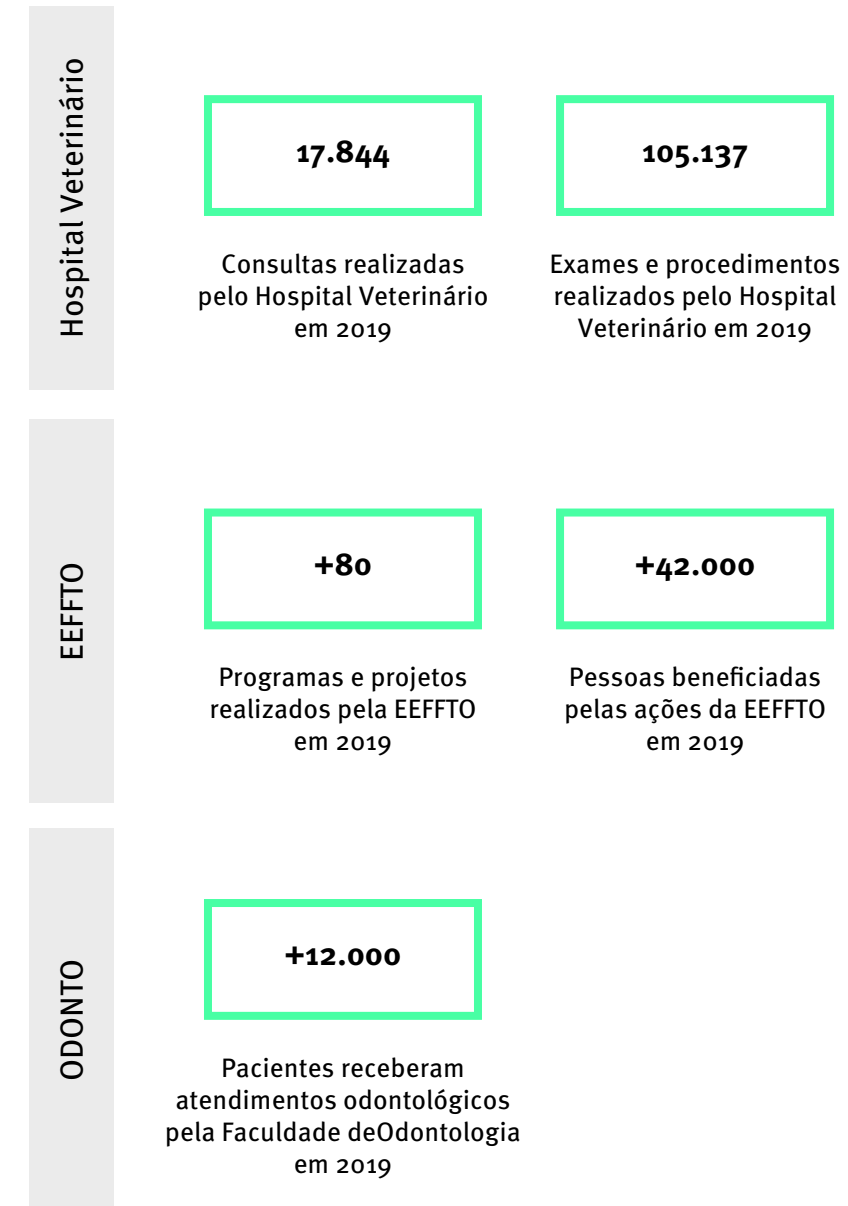 Hospital Veterinário
17.844
Consultas realizadas
pelo Hospital Veterinário
em 2019
105.137
Exames e procedimentos
realizados pelo Hospital
Veterinário em 2019
EEFFTO
+80
Programas e projetos
realizados pela EEFFTO
em 2019
+42.000
Pessoas beneficiadas
pelas ações da EEFFTO
em 2019
ODONTO
+12.000
Pacientes receberam
atendimentos odontológicos
pela Faculdade deOdontologia
em 2019